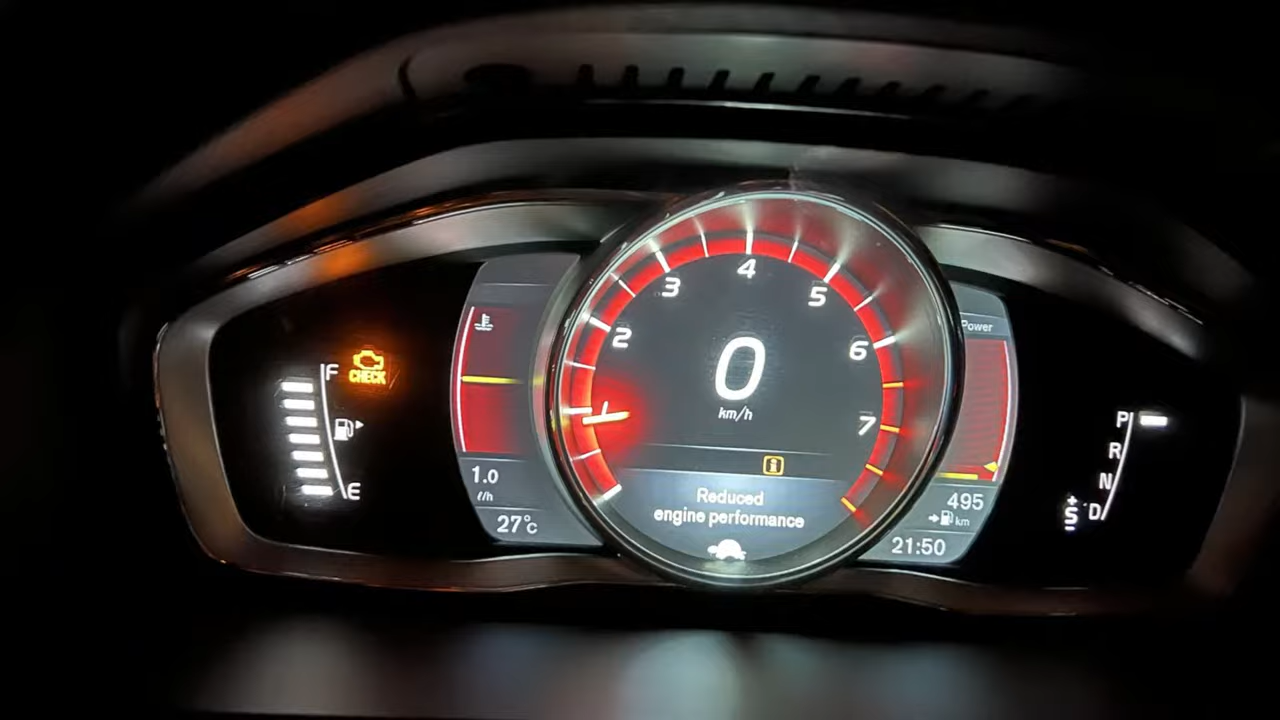 F
CHECK
E
1.0
ℓ/h
27°C
2
3
4
5
6
7
0
km/h
i
Reduced
engine performance
Power
495
km
21:50
P
R
N
D
+
S
−